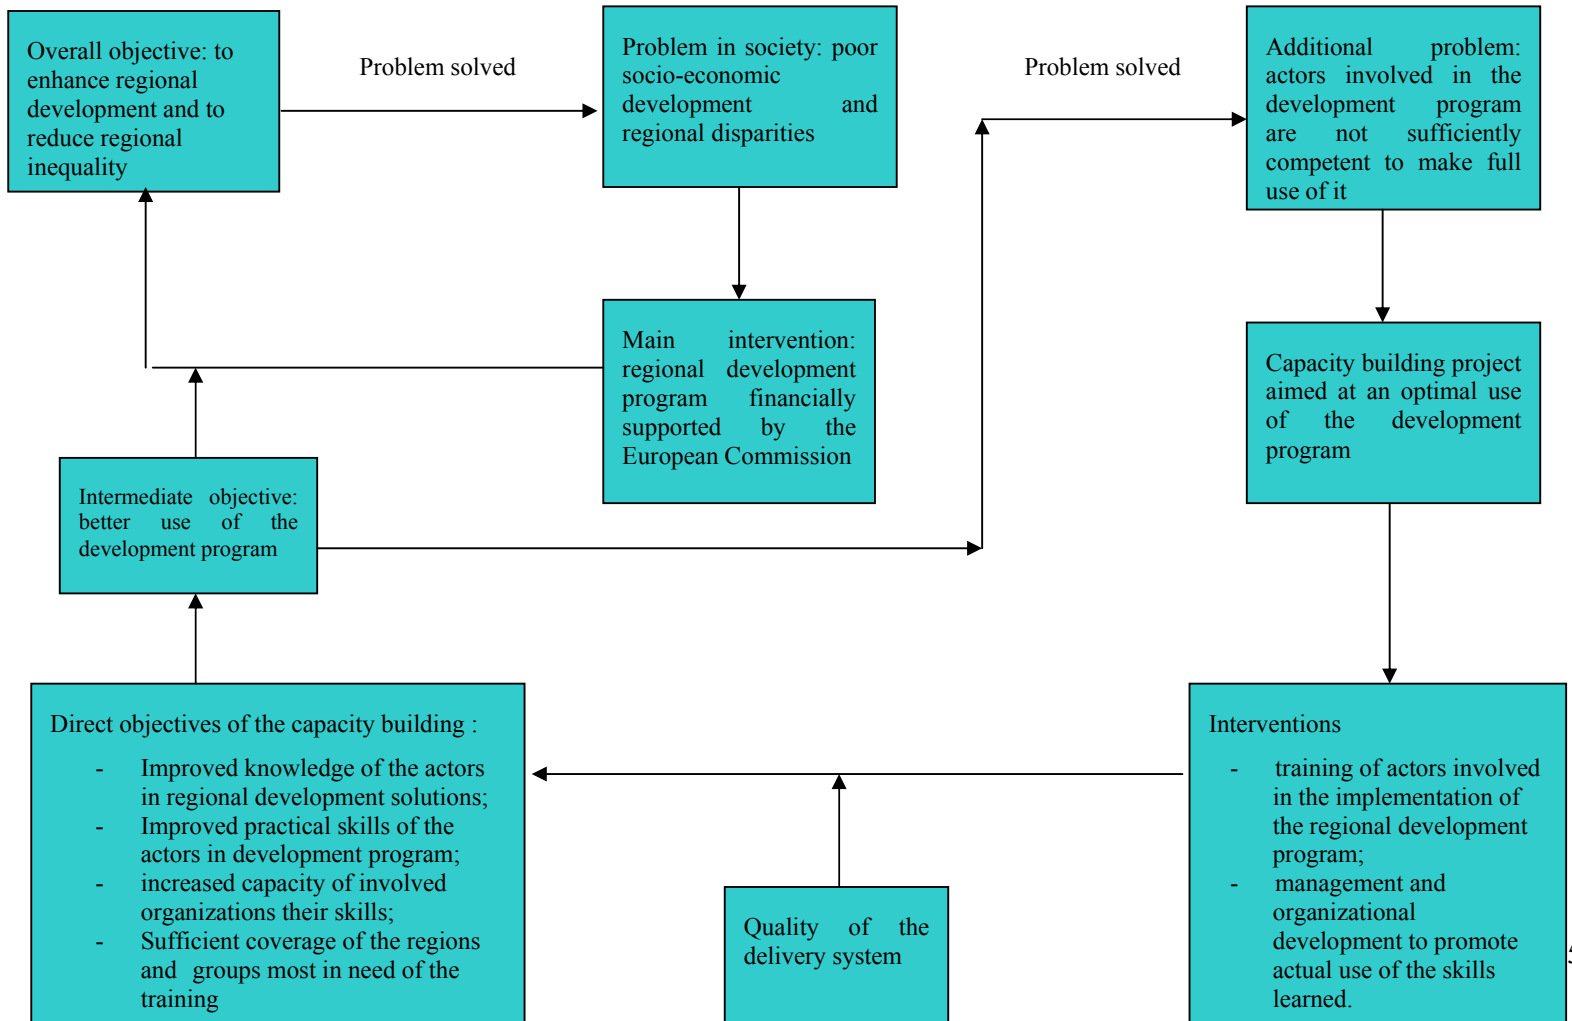 Overall objective: to
enhance regional
development and to
reduce regional
inequality
Problem solved
Problem in society: poor
socio-economic
development and
regional disparities
Problem solved
Additional problem:
actors involved in the
development program
are not sufficiently
competent to make full
use of it
Main intervention:
regional development
program financially
supported by the
European Commission
Capacity building project
aimed at an optimal use
of the development
program
Intermediate objective:
better use of the
development program
Direct objectives of the capacity building :
- Improved knowledge of the actors
in regional development solutions;
- Improved practical skills of the
actors in development program;
- increased capacity of involved
organizations their skills;
- Sufficient coverage of the regions
and groups most in need of the
training
Quality of the
delivery system
Interventions
- training of actors involved
in the implementation of
the regional development
program;
- management and
organizational
development to promote
actual use of the skills
learned.